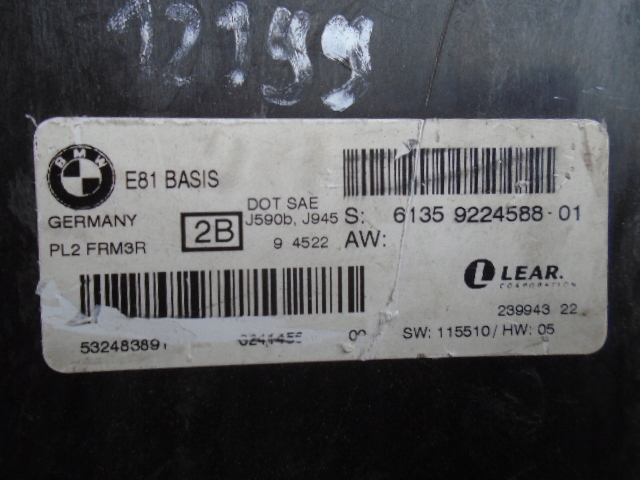 12199
BMW
E81 BASIS
GERMANY
PL2 FRM3R
2B
DOT SAE
J590b, J945
9 4522
S: 6135 9224588-01
AW:
LEAR.
CORPORATION
239943 22
SW: 115510/HW: 05
53248389